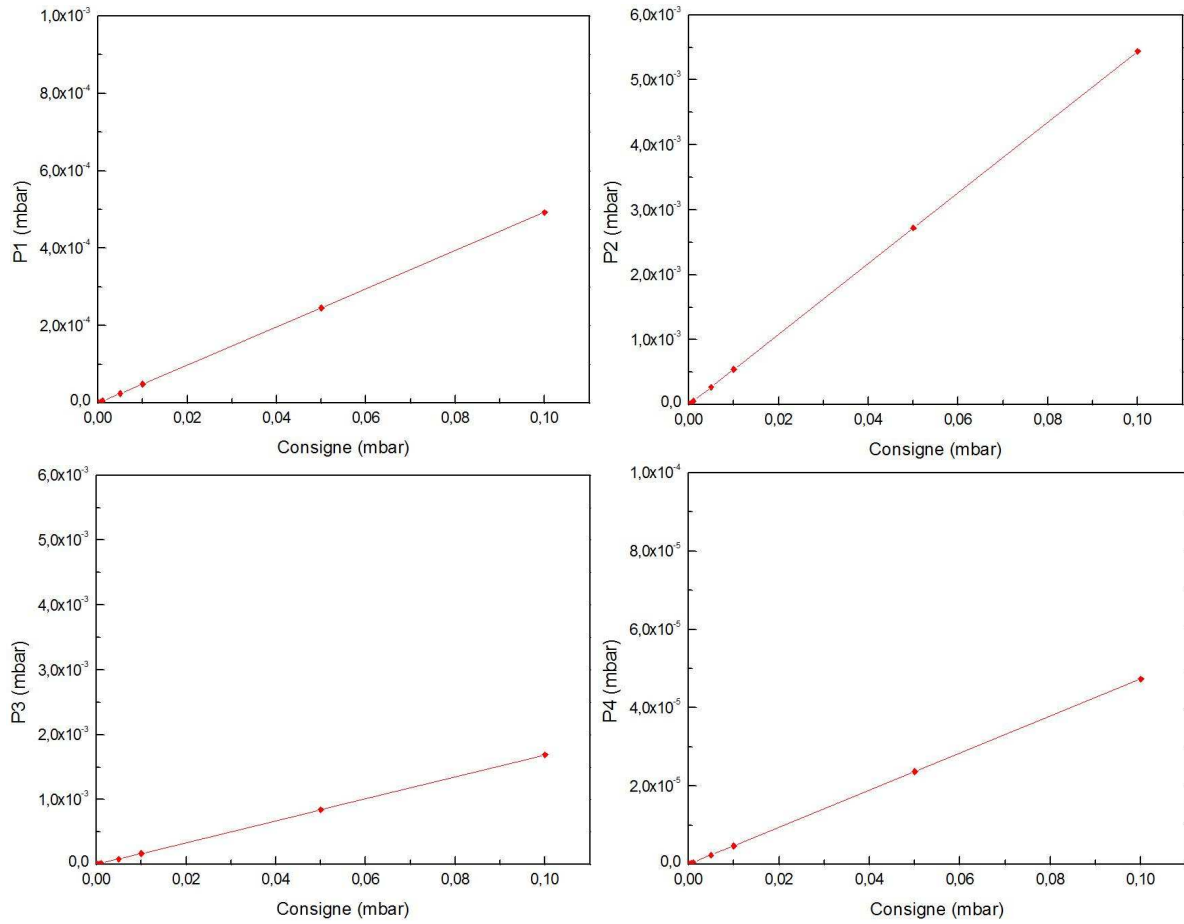 1,0x10⁻³
8,0x10⁻⁴
6,0x10⁻⁴
4,0x10⁻⁴
2,0x10⁻⁴
0,0
P1 (mbar)
0,00 0,02 0,04 0,06 0,08 0,10
Consigne (mbar)
6,0x10⁻³
5,0x10⁻³
4,0x10⁻³
3,0x10⁻³
2,0x10⁻³
1,0x10⁻³
0,0
P2 (mbar)
0,00 0,02 0,04 0,06 0,08 0,10
Consigne (mbar)
6,0x10⁻³
5,0x10⁻³
4,0x10⁻³
3,0x10⁻³
2,0x10⁻³
1,0x10⁻³
0,0
P3 (mbar)
0,00 0,02 0,04 0,06 0,08 0,10
Consigne (mbar)
1,0x10⁻⁴
8,0x10⁻⁵
6,0x10⁻⁵
4,0x10⁻⁵
2,0x10⁻⁵
0,0
P4 (mbar)
0,00 0,02 0,04 0,06 0,08 0,10
Consigne (mbar)